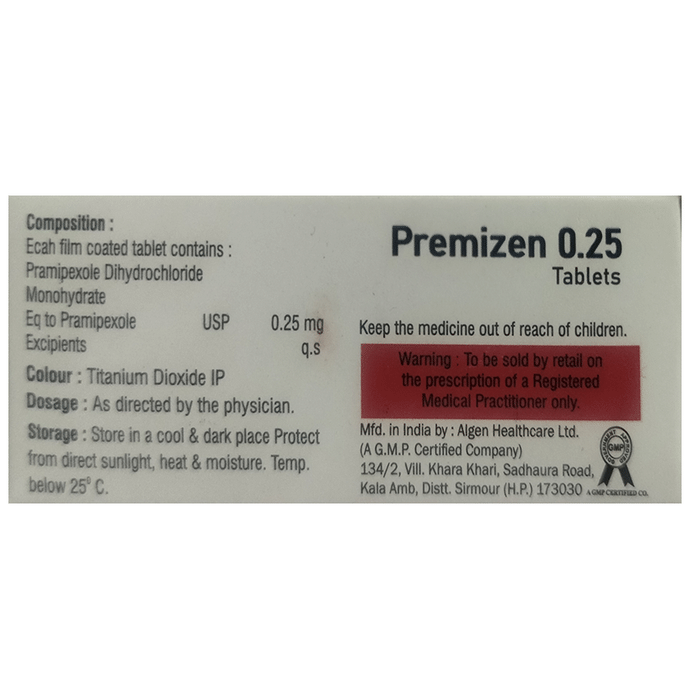 Composition :
Ecah film coated tablet contains :
Pramipexole Dihydrochloride
Monohydrate
Eq to Pramipexole USP 0.25 mg
Excipients q.s
Colour : Titanium Dioxide IP
Dosage : As directed by the physician.
Storage : Store in a cool & dark place Protect
from direct sunlight, heat & moisture. Temp.
below 25⁰ C.
Premizen 0.25
Tablets
Keep the medicine out of reach of children.
Warning : To be sold by retail on
the prescription of a Registered
Medical Practitioner only.
Mfd. in India by : Algen Healthcare Ltd.
(A G.M.P. Certified Company)
134/2, Vill. Khara Khari, Sadhaura Road,
Kala Amb, Distt. Sirmour (H.P.) 173030
GOVERNMENT APPROVED
GMP
A GMP CERTIFIED CO.